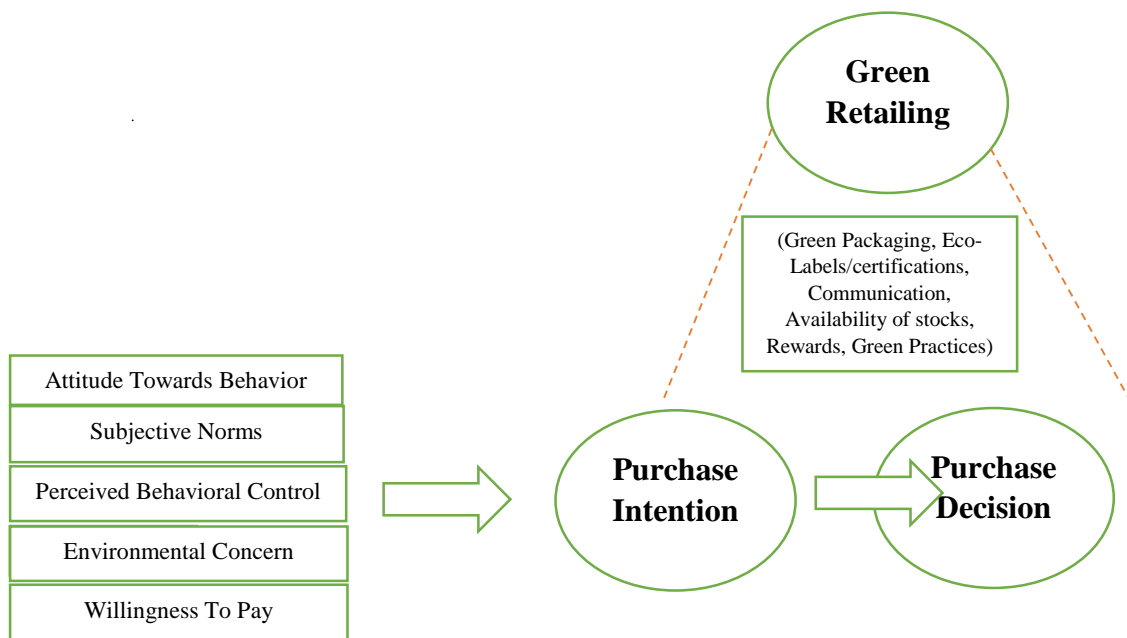 Green
Retailing
(Green Packaging, Eco-
Labels/certifications,
Communication,
Availability of stocks,
Rewards, Green Practices)
Attitude Towards Behavior
Subjective Norms
Perceived Behavioral Control
Environmental Concern
Willingness To Pay
Purchase
Intention
Purchase
Decision